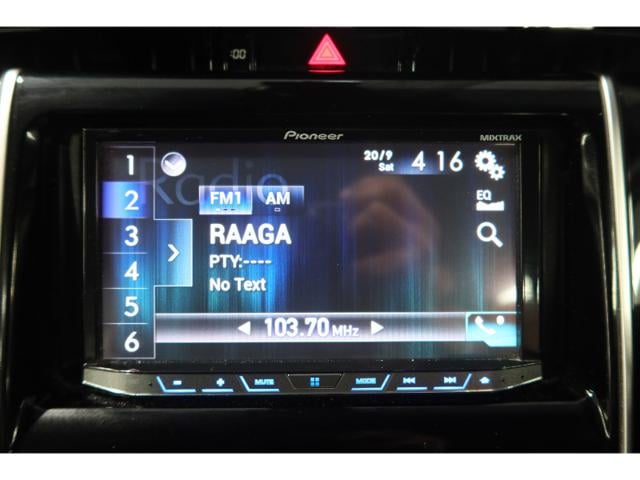 :00
Pioneer
MIXTRAX
Radio
20/9
Sat
4 16
1
2
3
4
5
6
FM1
AM
EQ
RAAGA
PTY:----
No Text
103.70 MHz
MUTE
MODE